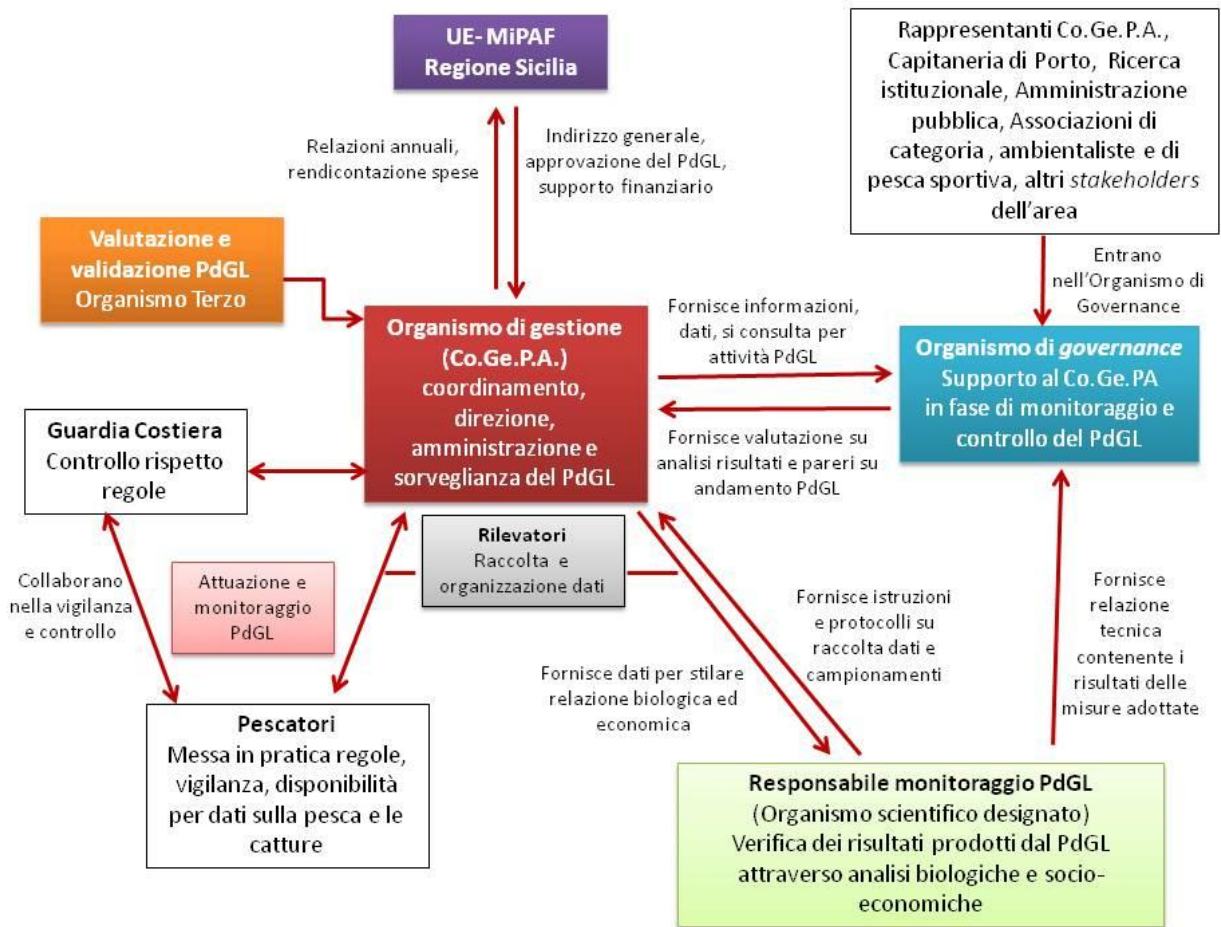 UE- MiPAF
Regione Sicilia
Rappresentanti Co.Ge.P.A.,
Capitaneria di Porto, Ricerca
istituzionale, Amministrazione
pubblica, Associazioni di
categoria , ambientaliste e di
pesca sportiva, altri stakeholders
dell'area
Relazioni annuali,
rendicontazione spese
Indirizzo generale,
approvazione del PdGL,
supporto finanziario
Valutazione e
validazione PdGL
Organismo Terzo
Entrano
nell'Organismo di
Governance
Organismo di gestione
(Co.Ge.P.A.)
coordinamento,
direzione,
amministrazione e
sorveglianza del PdGL
Fornisce informazioni,
dati, si consulta per
attività PdGL
Organismo di governance
Supporto al Co.Ge.PA
in fase di monitoraggio e
controllo del PdGL
Fornisce valutazione su
analisi risultati e pareri su
andamento PdGL
Guardia Costiera
Controllo rispetto
regole
Rilevatori
Raccolta e
organizzazione dati
Collaborano
nella vigilanza
e controllo
Attuazione e
monitoraggio
PdGL
Fornisce istruzioni
e protocolli su
raccolta dati e
campionamenti
Fornisce
relazione
tecnica
contenente i
risultati delle
misure adottate
Fornisce dati per stilare
relazione biologica ed
economica
Pescatori
Messa in pratica regole,
vigilanza, disponibilità
per dati sulla pesca e le
catture
Responsabile monitoraggio PdGL
(Organismo scientifico designato)
Verifica dei risultati prodotti dal PdGL
attraverso analisi biologiche e socio-
economiche